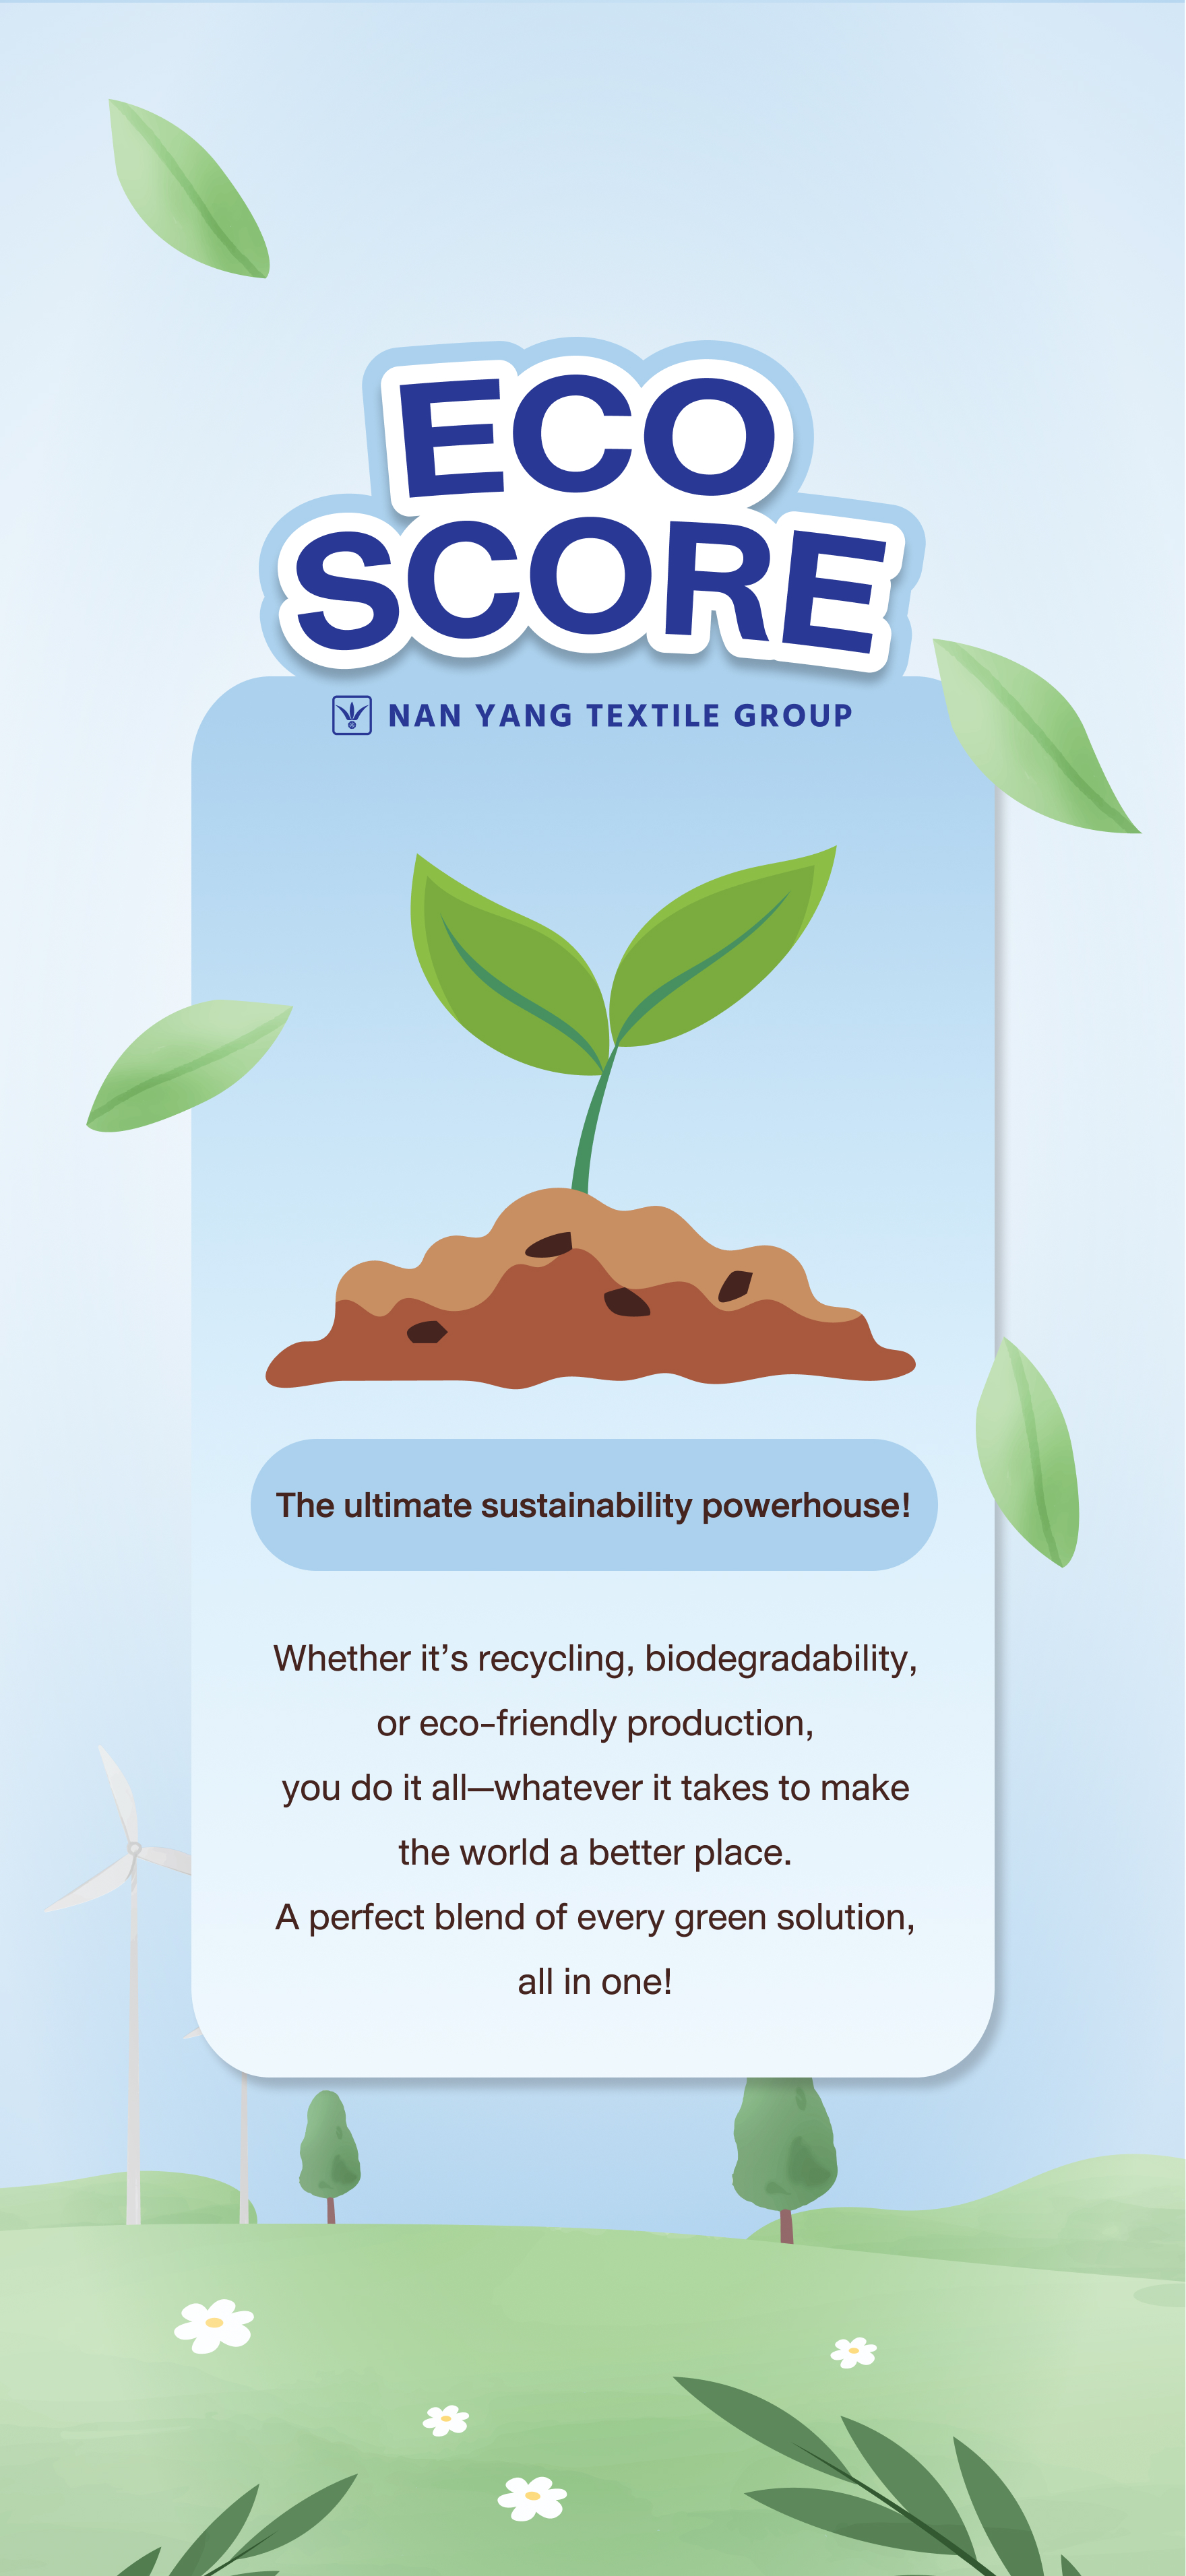 ECO
SCORE
NAN YANG TEXTILE GROUP
The ultimate sustainability powerhouse!
Whether it’s recycling, biodegradability,
or eco-friendly production,
you do it all—whatever it takes to make
the world a better place.
A perfect blend of every green solution,
all in one!